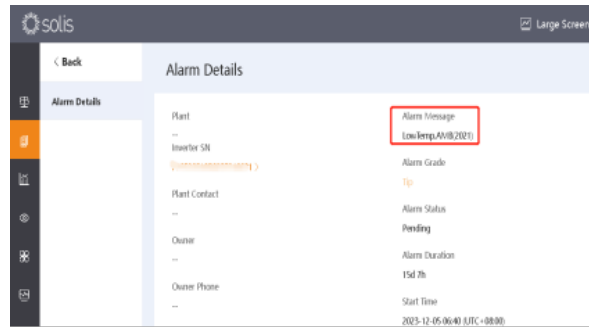 solis
Large Screen
< Back
Alarm Details
Alarm Details
Plant
--
Inverter SN
Plant Contact
--
Owner
--
Owner Phone
--
Alarm Message
LowTemp.AMB(2021)
Alarm Grade
Tip
Alarm Status
Pending
Alarm Duration
15d 7h
Start Time
2023-12-05 06:40 (UTC+08:00)